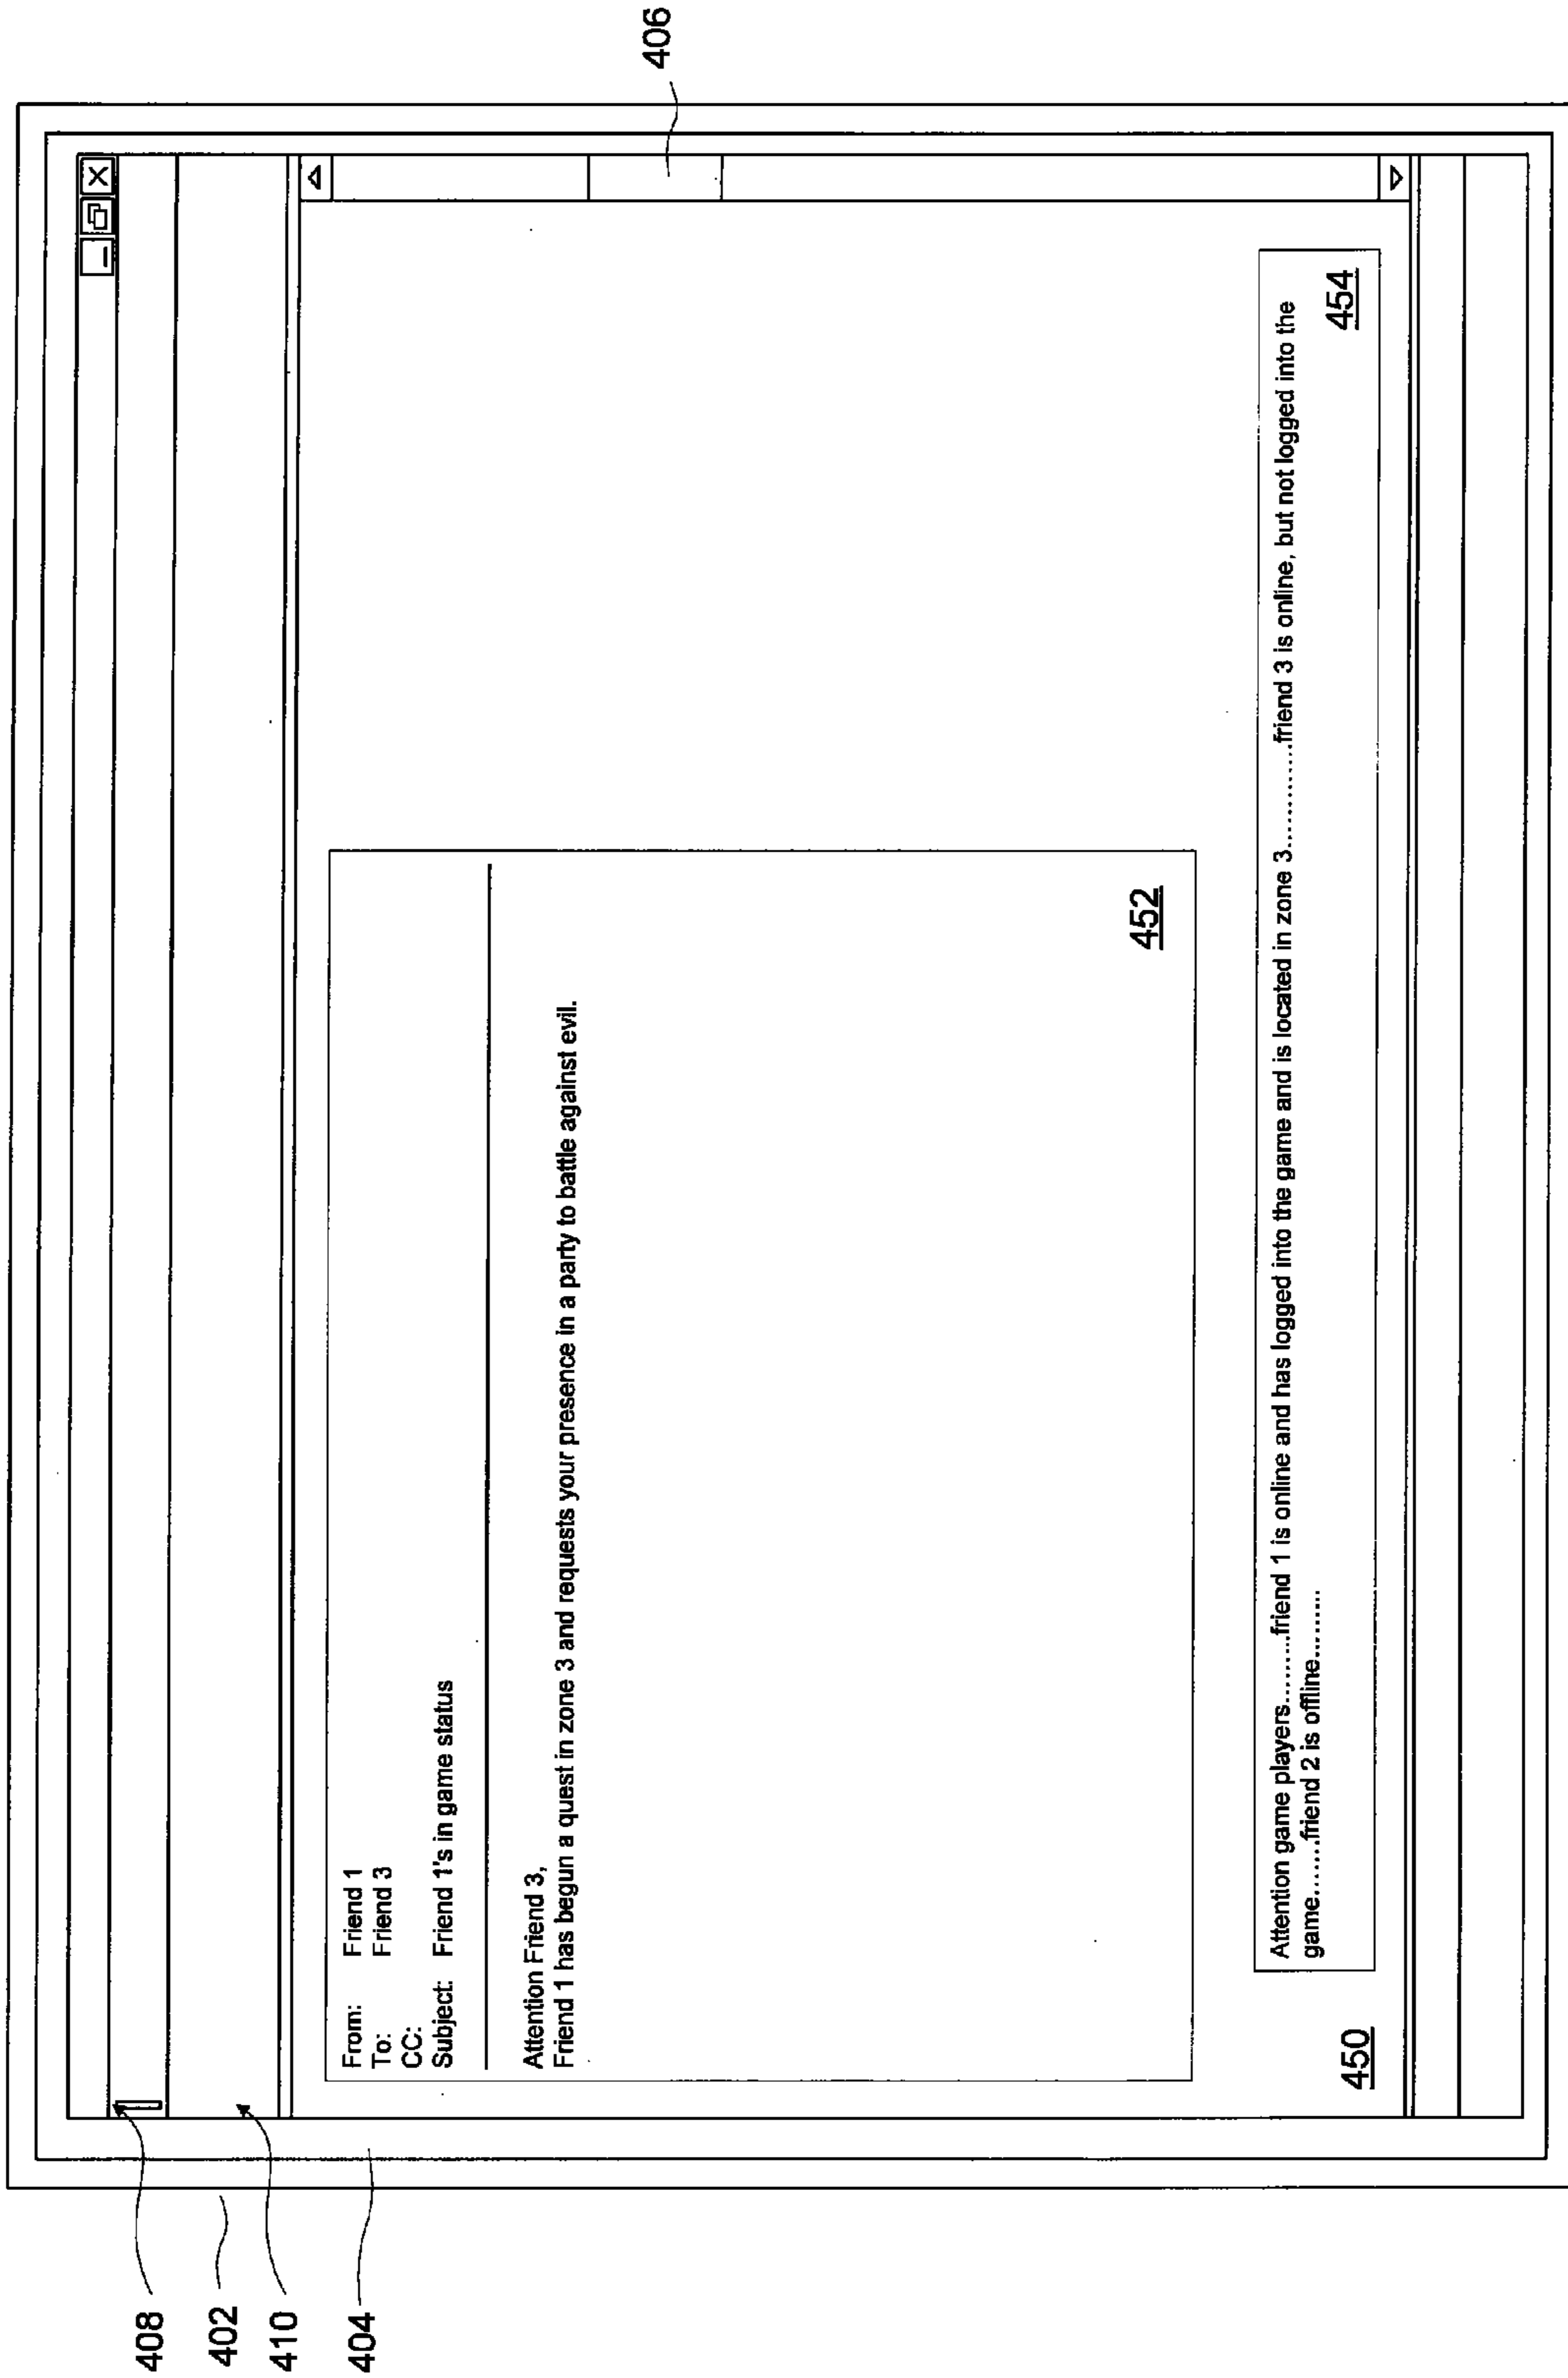 408
402
410
404
406
From: Friend 1
To: Friend 3
CC:
Subject: Friend 1's in game status
Attention Friend 3,
Friend 1 has begun a quest in zone 3 and requests your presence in a party to battle against evil.
452
Attention game players.........friend 1 is online and has logged into the game and is located in zone 3............friend 3 is online, but not logged into the
game.......friend 2 is offline.........
454
450